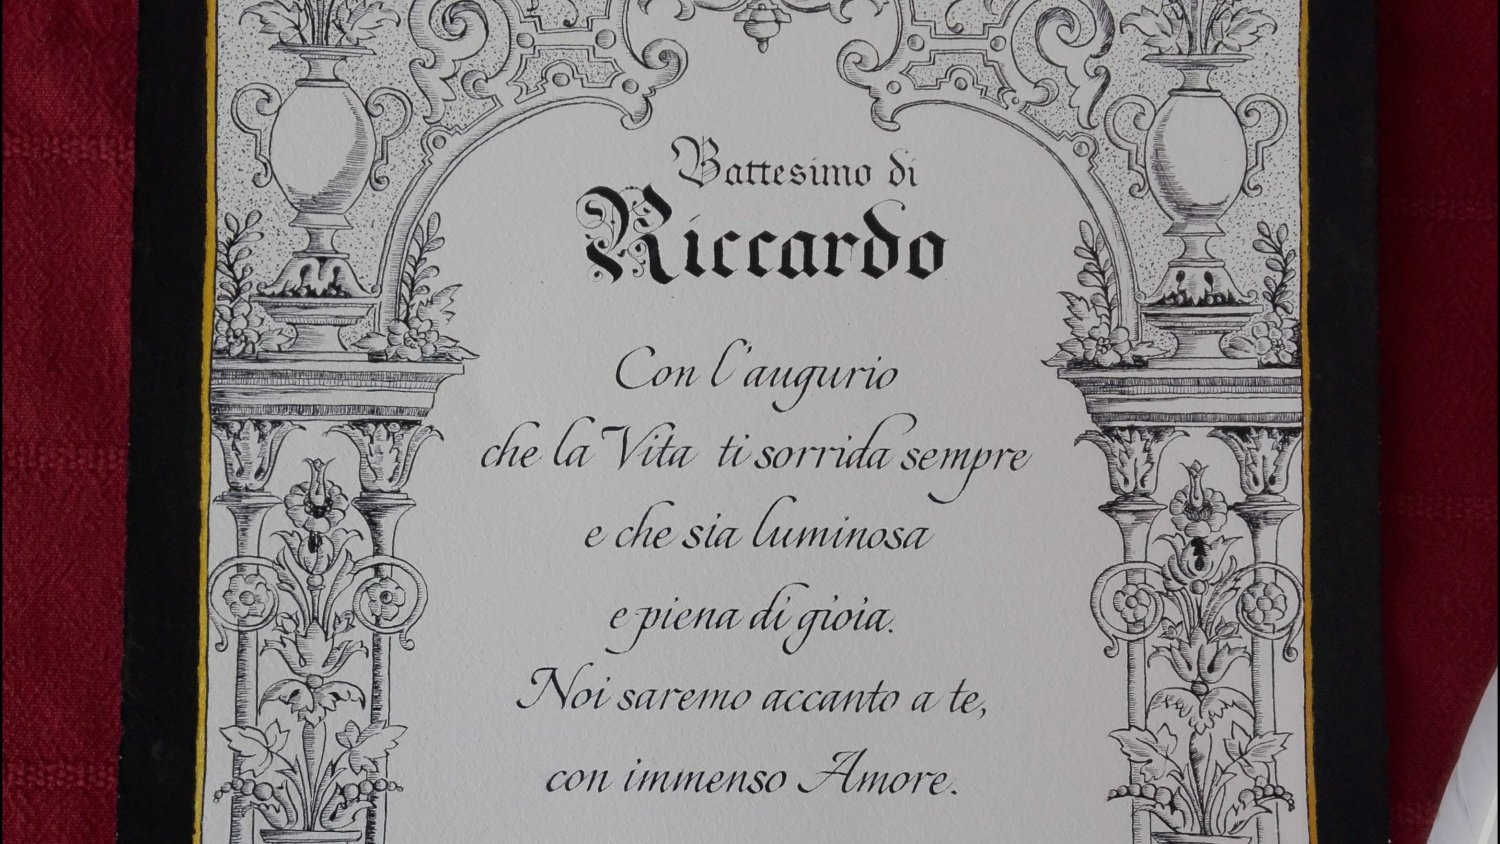 Battesimo di
Riccardo
Con l'augurio
che la Vita ti sorrida sempre
e che sia luminosa
e piena di gioia.
Noi saremo accanto a te,
con immenso Amore.